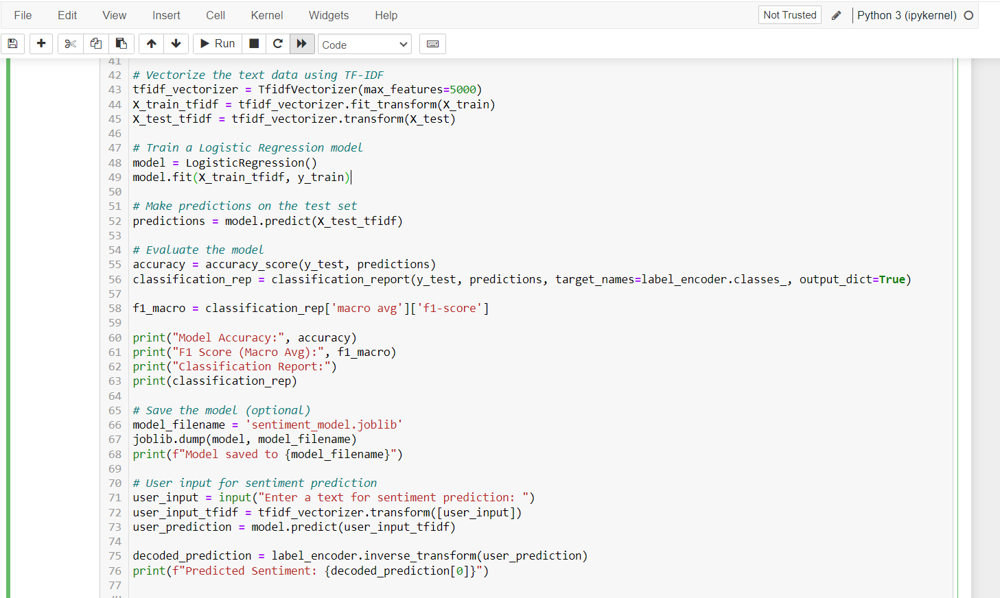 File Edit View Insert Cell Kernel Widgets Help Not Trusted Python 3 (ipykernel)
Run Code
41
42 # Vectorize the text data using TF-IDF
43 tfidf_vectorizer = TfidfVectorizer(max_features=5000)
44 X_train_tfidf = tfidf_vectorizer.fit_transform(X_train)
45 X_test_tfidf = tfidf_vectorizer.transform(X_test)
46
47 # Train a Logistic Regression model
48 model = LogisticRegression()
49 model.fit(X_train_tfidf, y_train)
50
51 # Make predictions on the test set
52 predictions = model.predict(X_test_tfidf)
53
54 # Evaluate the model
55 accuracy = accuracy_score(y_test, predictions)
56 classification_rep = classification_report(y_test, predictions, target_names=label_encoder.classes_, output_dict=True)
57
58 f1_macro = classification_rep['macro avg']['f1-score']
59
60 print("Model Accuracy:", accuracy)
61 print("F1 Score (Macro Avg):", f1_macro)
62 print("Classification Report:")
63 print(classification_rep)
64
65 # Save the model (optional)
66 model_filename = 'sentiment_model.joblib'
67 joblib.dump(model, model_filename)
68 print(f"Model saved to {model_filename}")
69
70 # User input for sentiment prediction
71 user_input = input("Enter a text for sentiment prediction: ")
72 user_input_tfidf = tfidf_vectorizer.transform([user_input])
73 user_prediction = model.predict(user_input_tfidf)
74
75 decoded_prediction = label_encoder.inverse_transform(user_prediction)
76 print(f"Predicted Sentiment: {decoded_prediction[0]}")
77